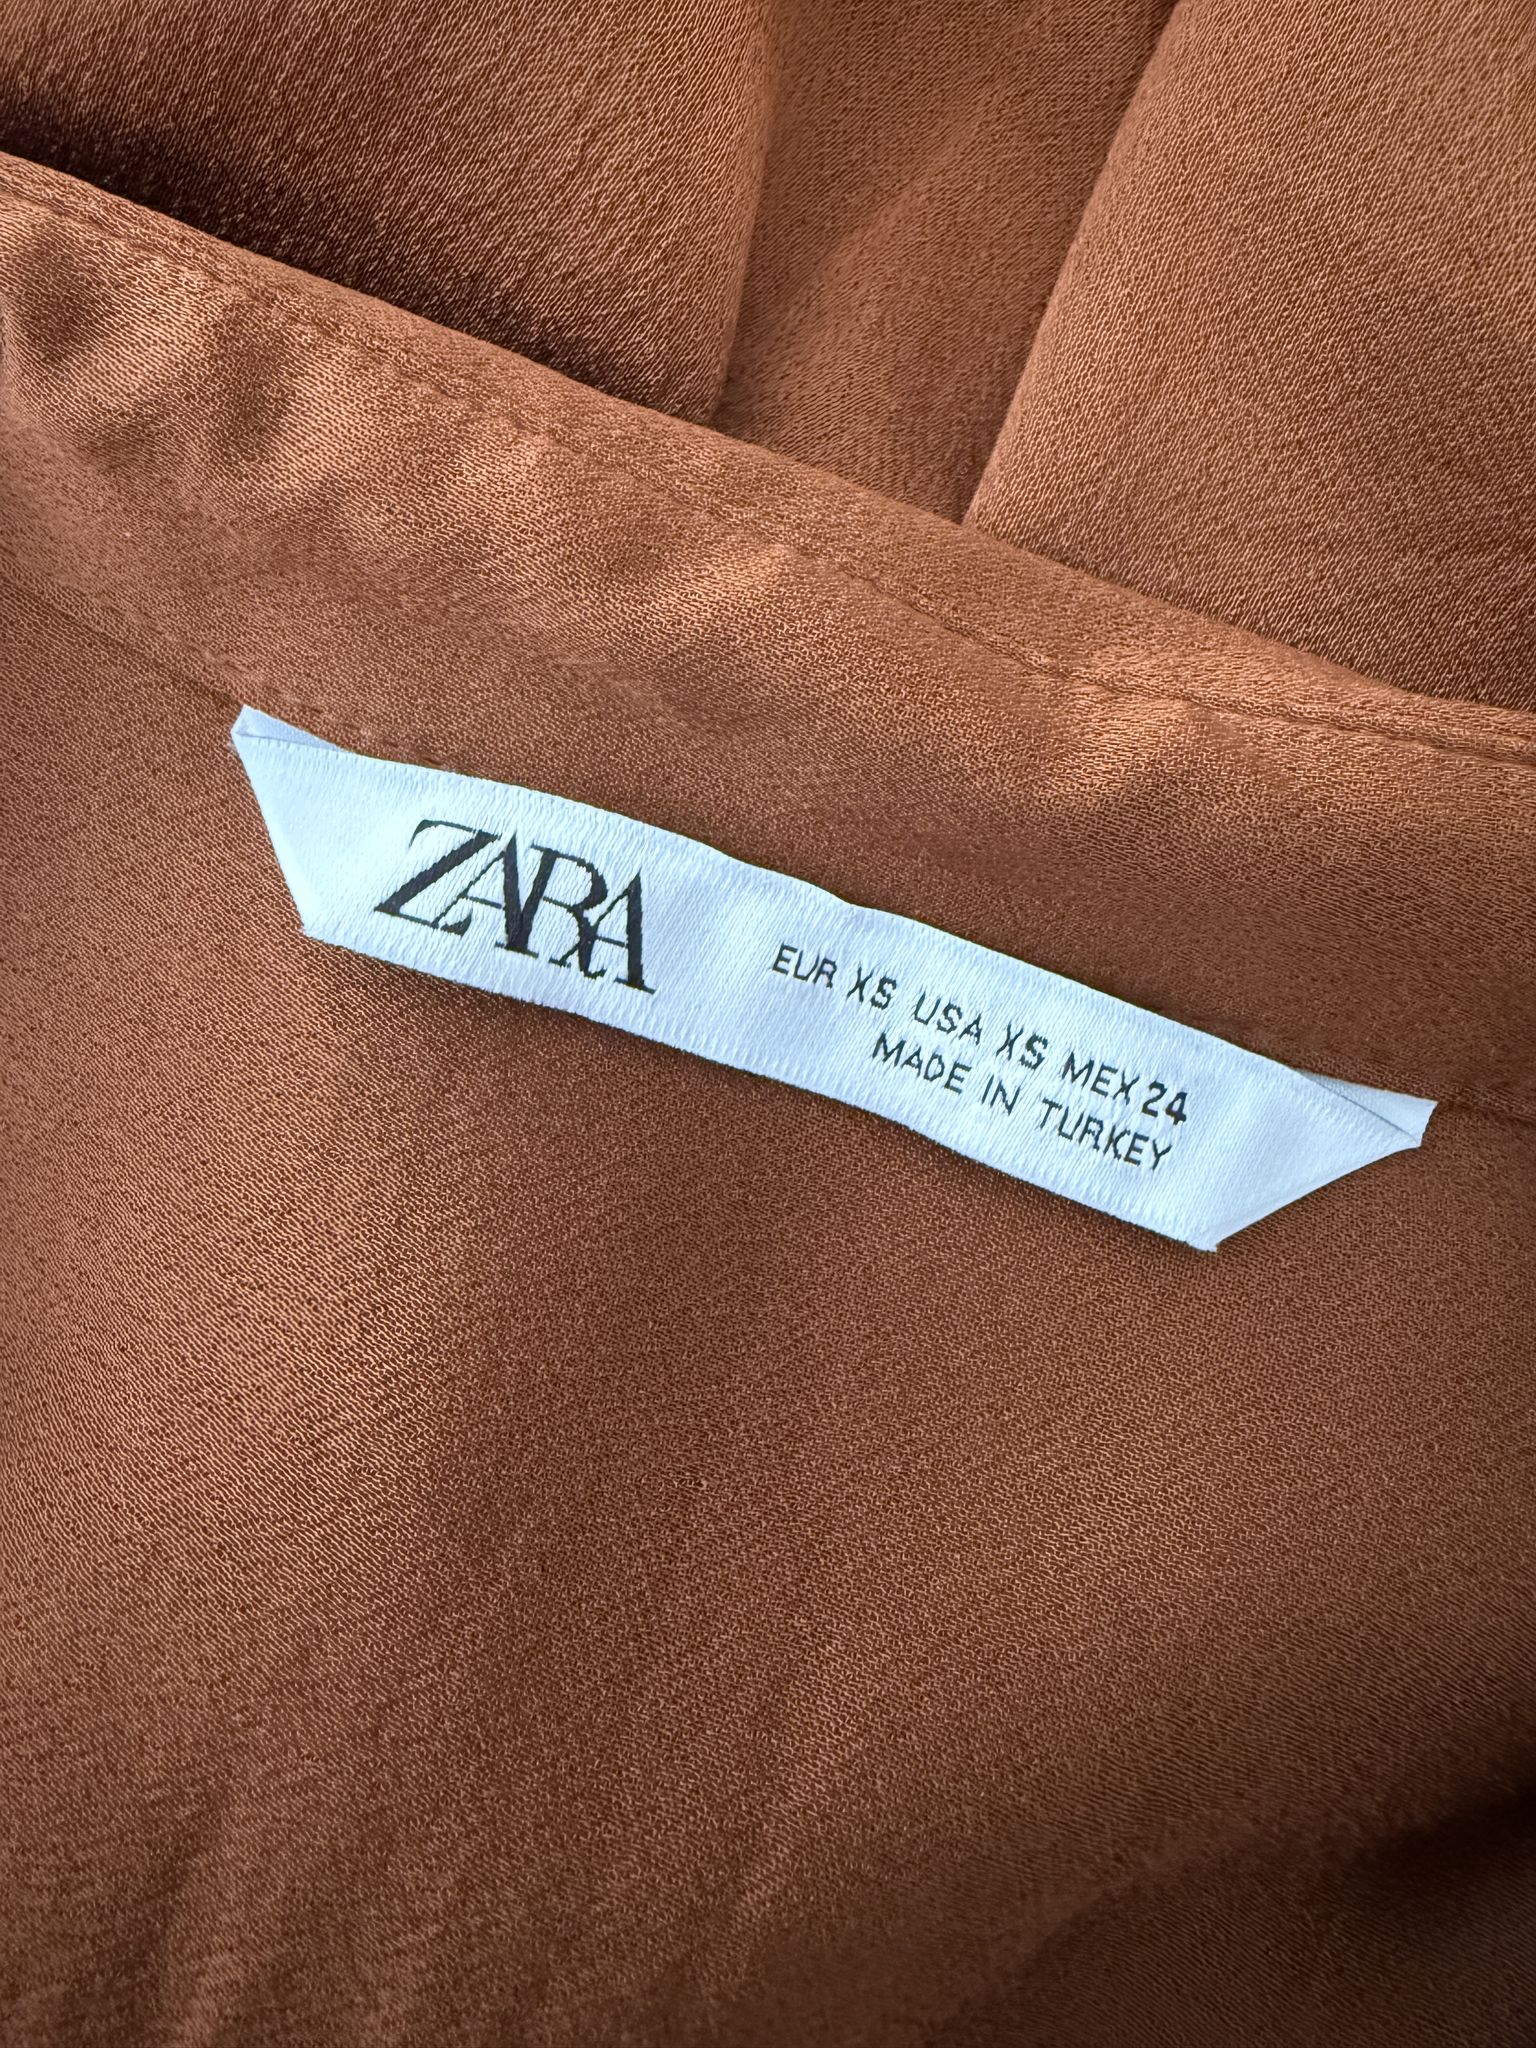 ZARA
EUR XS USA XS MEX 24
MADE IN TURKEY